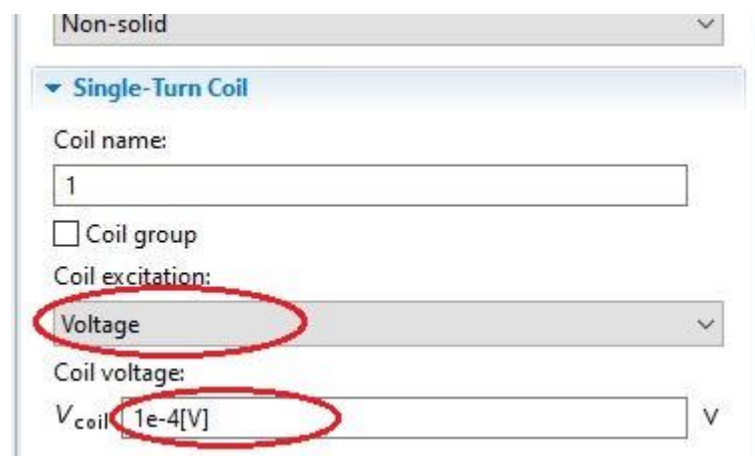 Non-solid
Single-Turn Coil
Coil name:
1
Coil group
Coil excitation:
Voltage
Coil voltage:
Vcoil 1e-4[V] V